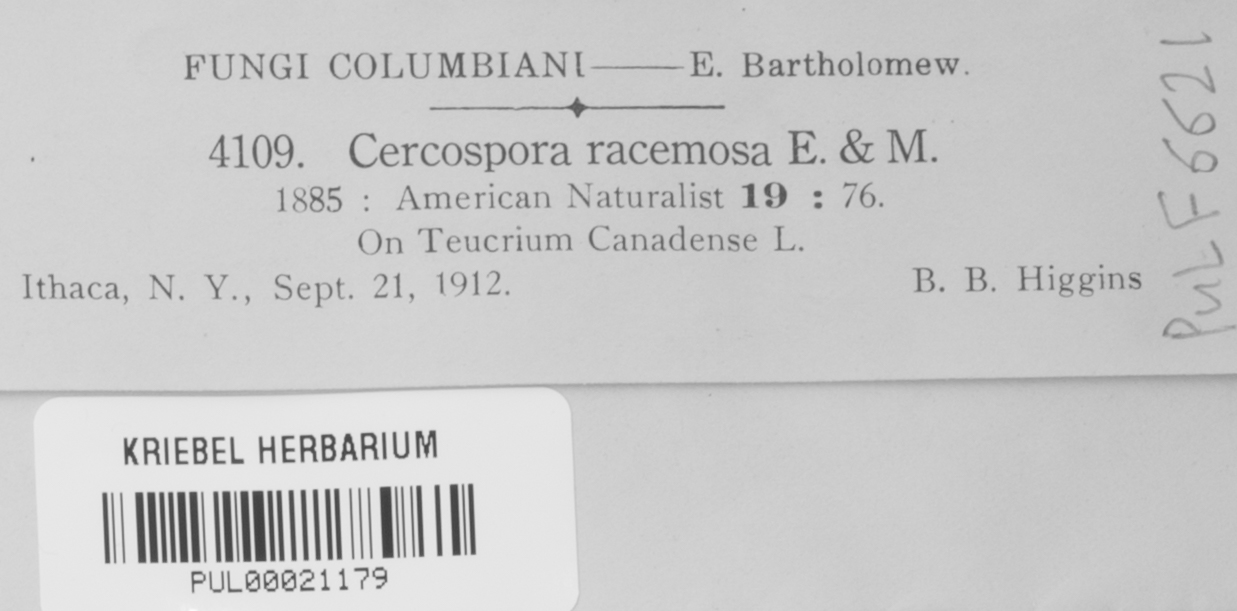 FUNGI COLUMBIANI——E. Bartholomew.
4109. Cercospora racemosa E. & M.
1885 : American Naturalist 19 : 76.
On Teucrium Canadense L.
Ithaca, N. Y., Sept. 21, 1912. B. B. Higgins
PUL F6621
KRIEBEL HERBARIUM
PUL00021179